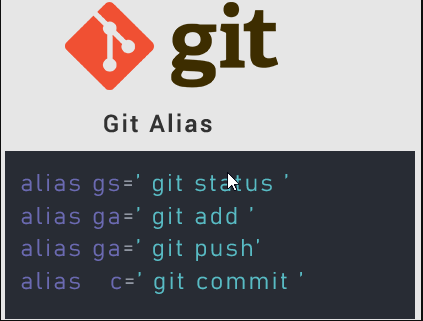 git
Git Alias
alias gs=' git status '
alias ga=' git add '
alias ga=' git push'
alias  c=' git commit '